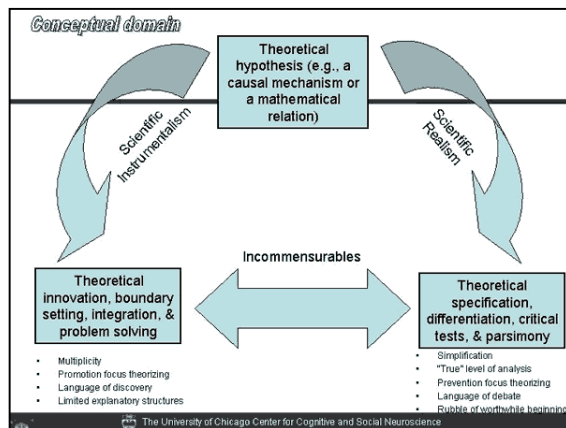 Conceptual domain
Theoretical
hypothesis (e.g., a
causal mechanism or
a mathematical
relation)
Scientific
Instrumentalism
Scientific
Realism
Incommensurables
Theoretical
innovation, boundary
setting, integration, &
problem solving
• Multiplicity
• Promotion focus theorizing
• Language of discovery
• Limited explanatory structures
Theoretical
specification,
differentiation, critical
tests, & parsimony
• Simplification
• "True" level of analysis
• Prevention focus theorizing
• Language of debate
• Rubble of worthwhile beginning
The University of Chicago Center for Cognitive and Social Neuroscience